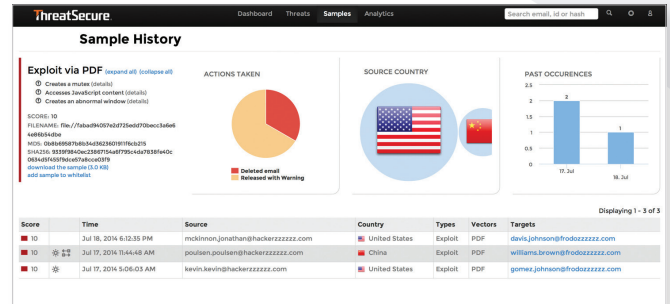 ThreatSecure
Dashboard Threats Samples Analytics
Search email, id or hash
Sample History
Exploit via PDF (expand all) (collapse all)
Creates a mutex (details)
Accesses JavaScript content (details)
Creates an abnormal window (details)
SCORE: 10
FILENAME: file://fabad94057e2d725edd70becc3a6e6
4e86b54dbe
MD5: 0b8b69587b8b34d3623601911f6cb215
SHA256: 9339f9840ec23867154a6f795c4da7838fe40c
0634d5f455f9dce57a8cce03f9
download the sample (3.0 KB)
add sample to whitelist
ACTIONS TAKEN
Deleted email
Released with Warning
SOURCE COUNTRY
PAST OCCURENCES
2.5
2
1.5
1
0.5
0
2
1
17. Jul
18. Jul
Displaying 1 - 3 of 3
Score Time Source Country Types Vectors Targets
10 Jul 18, 2014 6:12:35 PM mckinnon.jonathan@hackerzzzzzz.com United States Exploit PDF davis.johnson@frodozzzzzz.com
10 Jul 17, 2014 11:44:48 AM poulsen.poulsen@hackerzzzzzz.com China Exploit PDF williams.brown@frodozzzzzz.com
10 Jul 17, 2014 5:06:03 AM kevin.kevin@hackerzzzzzz.com United States Exploit PDF gomez.johnson@frodozzzzzz.com